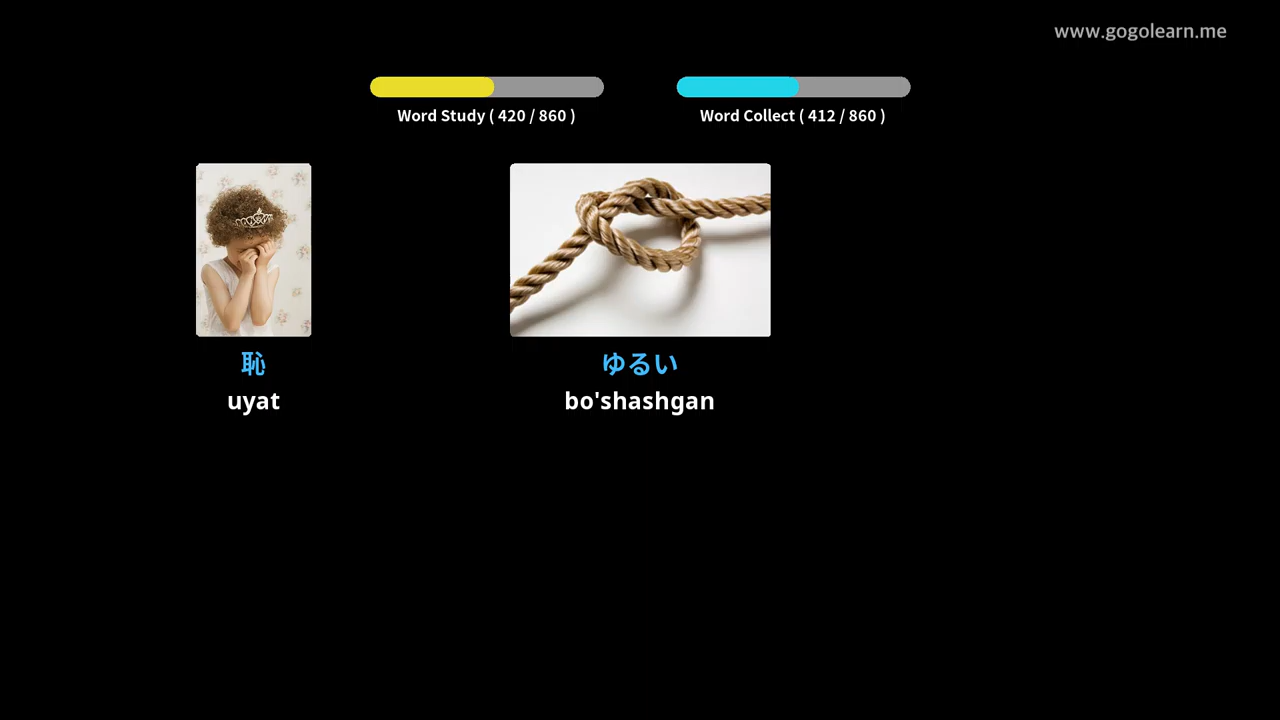 www.gogolearn.me
Word Study ( 420 / 860 )
Word Collect ( 412 / 860 )
恥
uyat
ゆるい
bo'shashgan